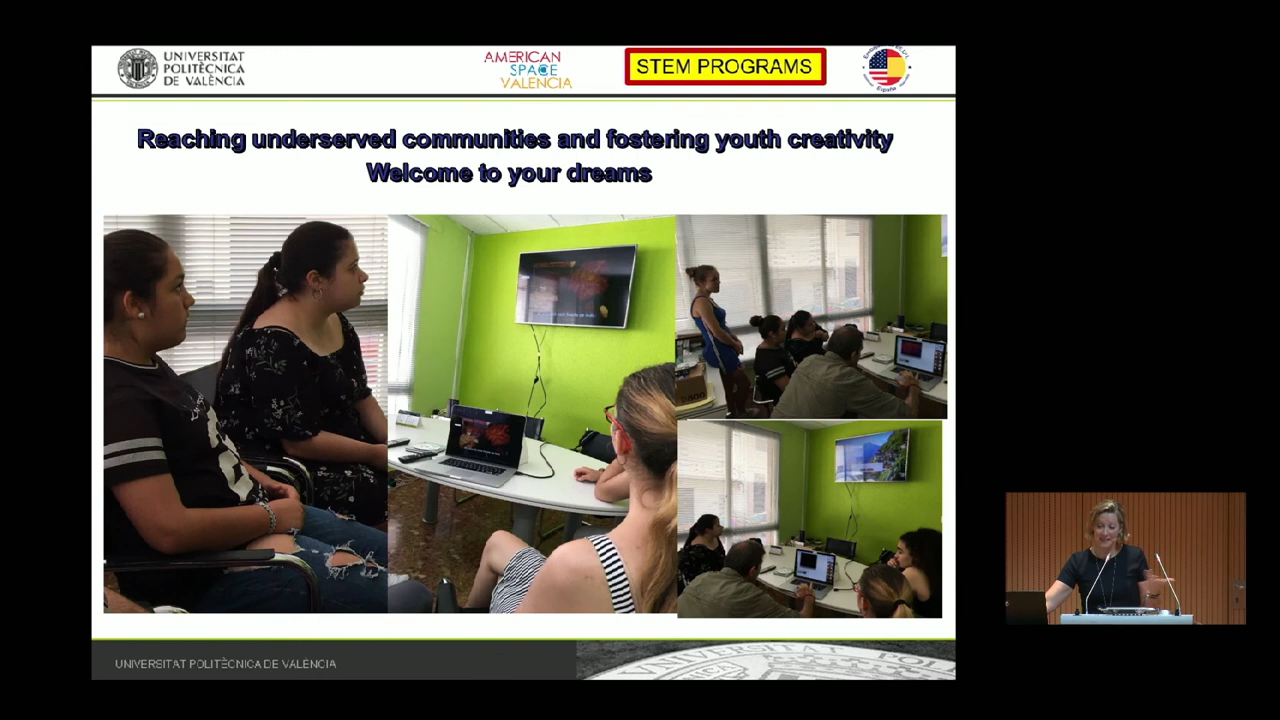 UNIVERSITAT
POLITÈCNICA
DE VALÈNCIA
AMERICAN
SPACE
VALENCIA
STEM PROGRAMS
España
Reaching underserved communities and fostering youth creativity
Welcome to your dreams
UNIVERSITAT POLITÈCNICA DE VALÈNCIA